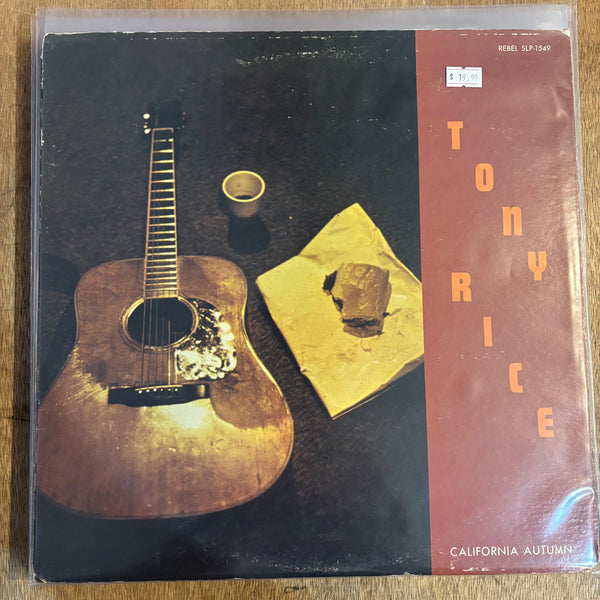 REBEL SLP-1549
$ 19.99
TONY
RICE
CALIFORNIA AUTUMN